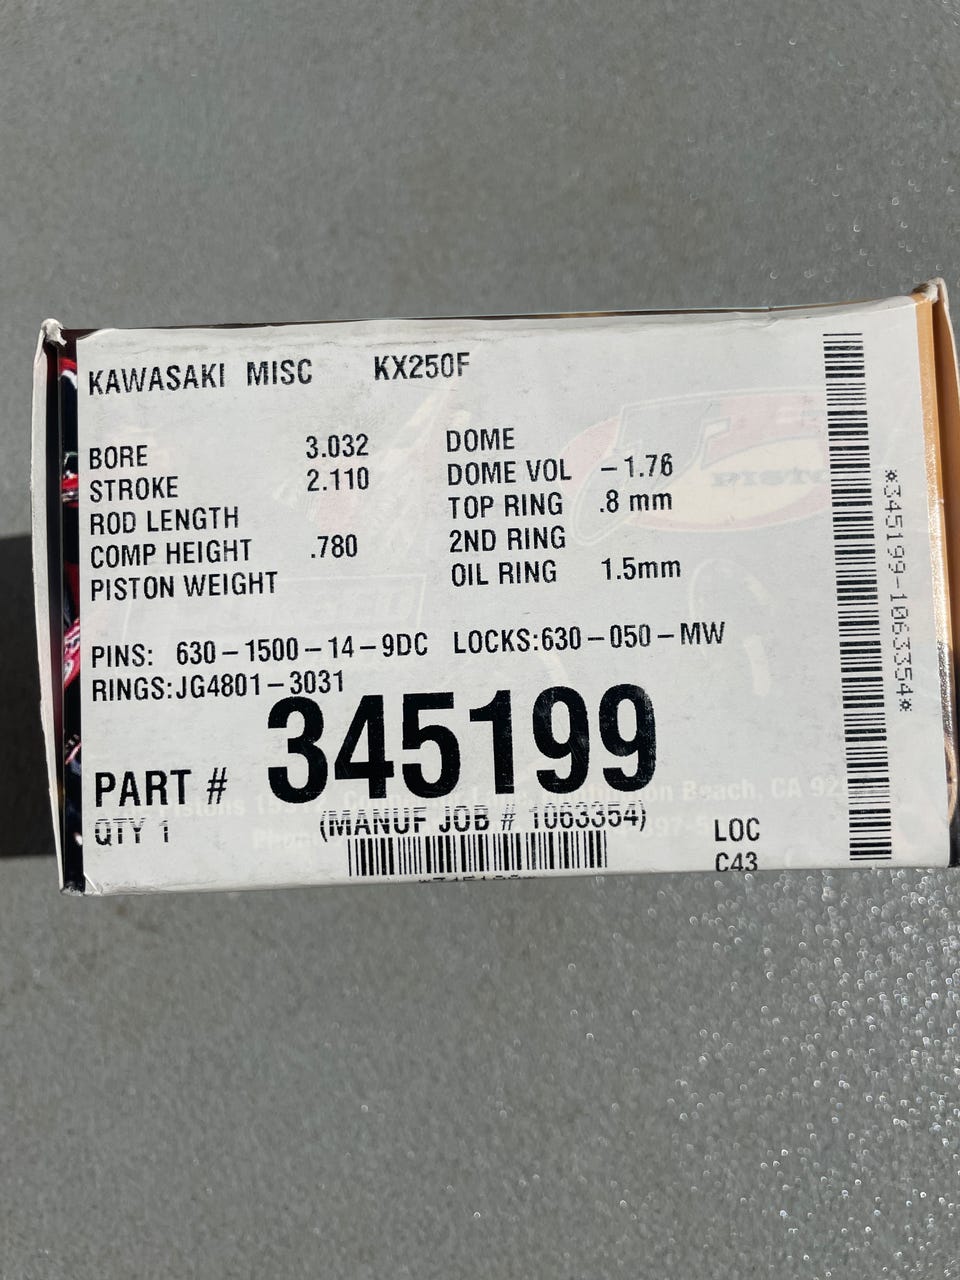 KAWASAKI MISC KX250F
BORE 3.032
STROKE 2.110
ROD LENGTH
COMP HEIGHT .780
PISTON WEIGHT
DOME
DOME VOL -1.76
TOP RING .8 mm
2ND RING
OIL RING 1.5mm
PINS: 630-1500-14-9DC LOCKS:630-050-MW
RINGS:JG4801-3031
PART # 345199
QTY 1 (MANUF JOB # 1063354)
LOC
C43
*345199-1063354*
Beach, CA